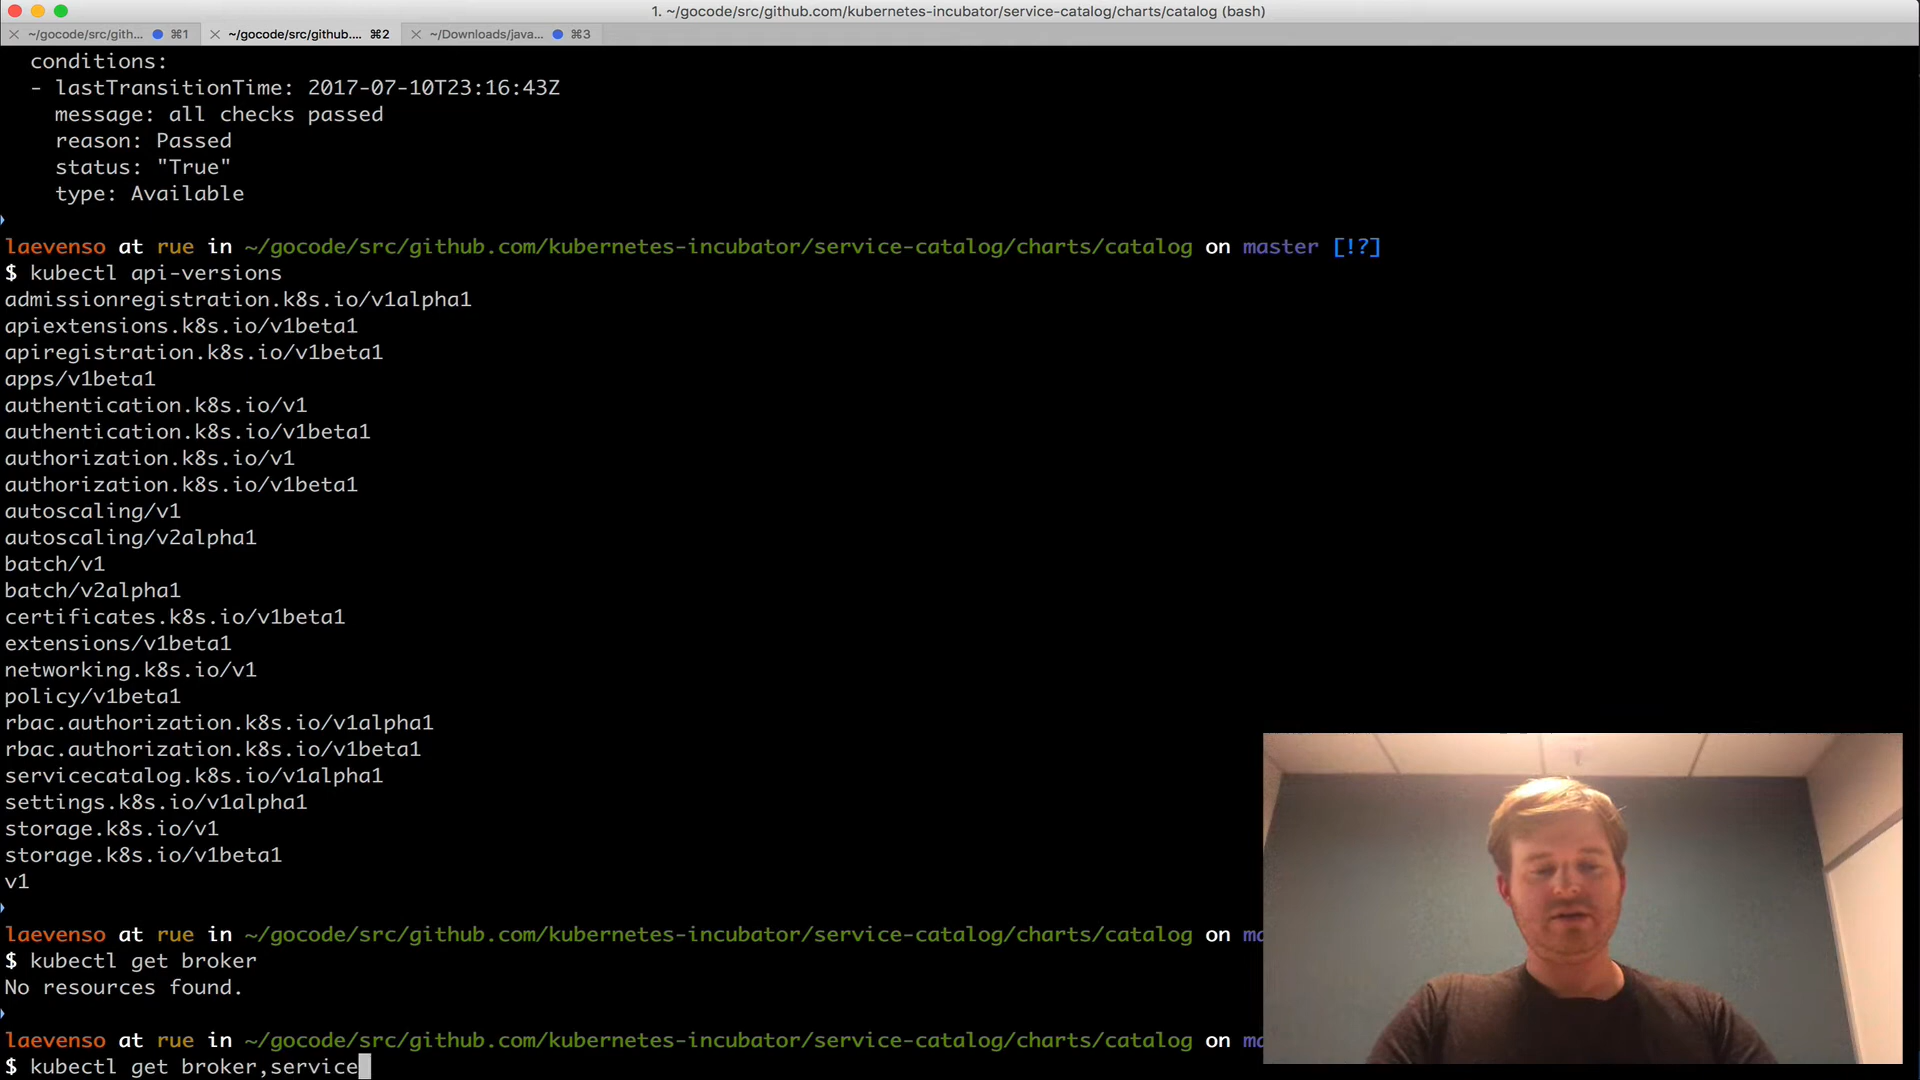 1. ~/gocode/src/github.com/kubernetes-incubator/service-catalog/charts/catalog (bash)
~/gocode/src/gith... ⌘1 ~/gocode/src/github.... ⌘2 ~/Downloads/java... ⌘3
conditions:
- lastTransitionTime: 2017-07-10T23:16:43Z
message: all checks passed
reason: Passed
status: "True"
type: Available
laevenso at rue in ~/gocode/src/github.com/kubernetes-incubator/service-catalog/charts/catalog on master [!?]
$ kubectl api-versions
admissionregistration.k8s.io/v1alpha1
apiextensions.k8s.io/v1beta1
apiregistration.k8s.io/v1beta1
apps/v1beta1
authentication.k8s.io/v1
authentication.k8s.io/v1beta1
authorization.k8s.io/v1
authorization.k8s.io/v1beta1
autoscaling/v1
autoscaling/v2alpha1
batch/v1
batch/v2alpha1
certificates.k8s.io/v1beta1
extensions/v1beta1
networking.k8s.io/v1
policy/v1beta1
rbac.authorization.k8s.io/v1alpha1
rbac.authorization.k8s.io/v1beta1
servicecatalog.k8s.io/v1alpha1
settings.k8s.io/v1alpha1
storage.k8s.io/v1
storage.k8s.io/v1beta1
v1
laevenso at rue in ~/gocode/src/github.com/kubernetes-incubator/service-catalog/charts/catalog on
$ kubectl get broker
No resources found.
laevenso at rue in ~/gocode/src/github.com/kubernetes-incubator/service-catalog/charts/catalog on
$ kubectl get broker,service